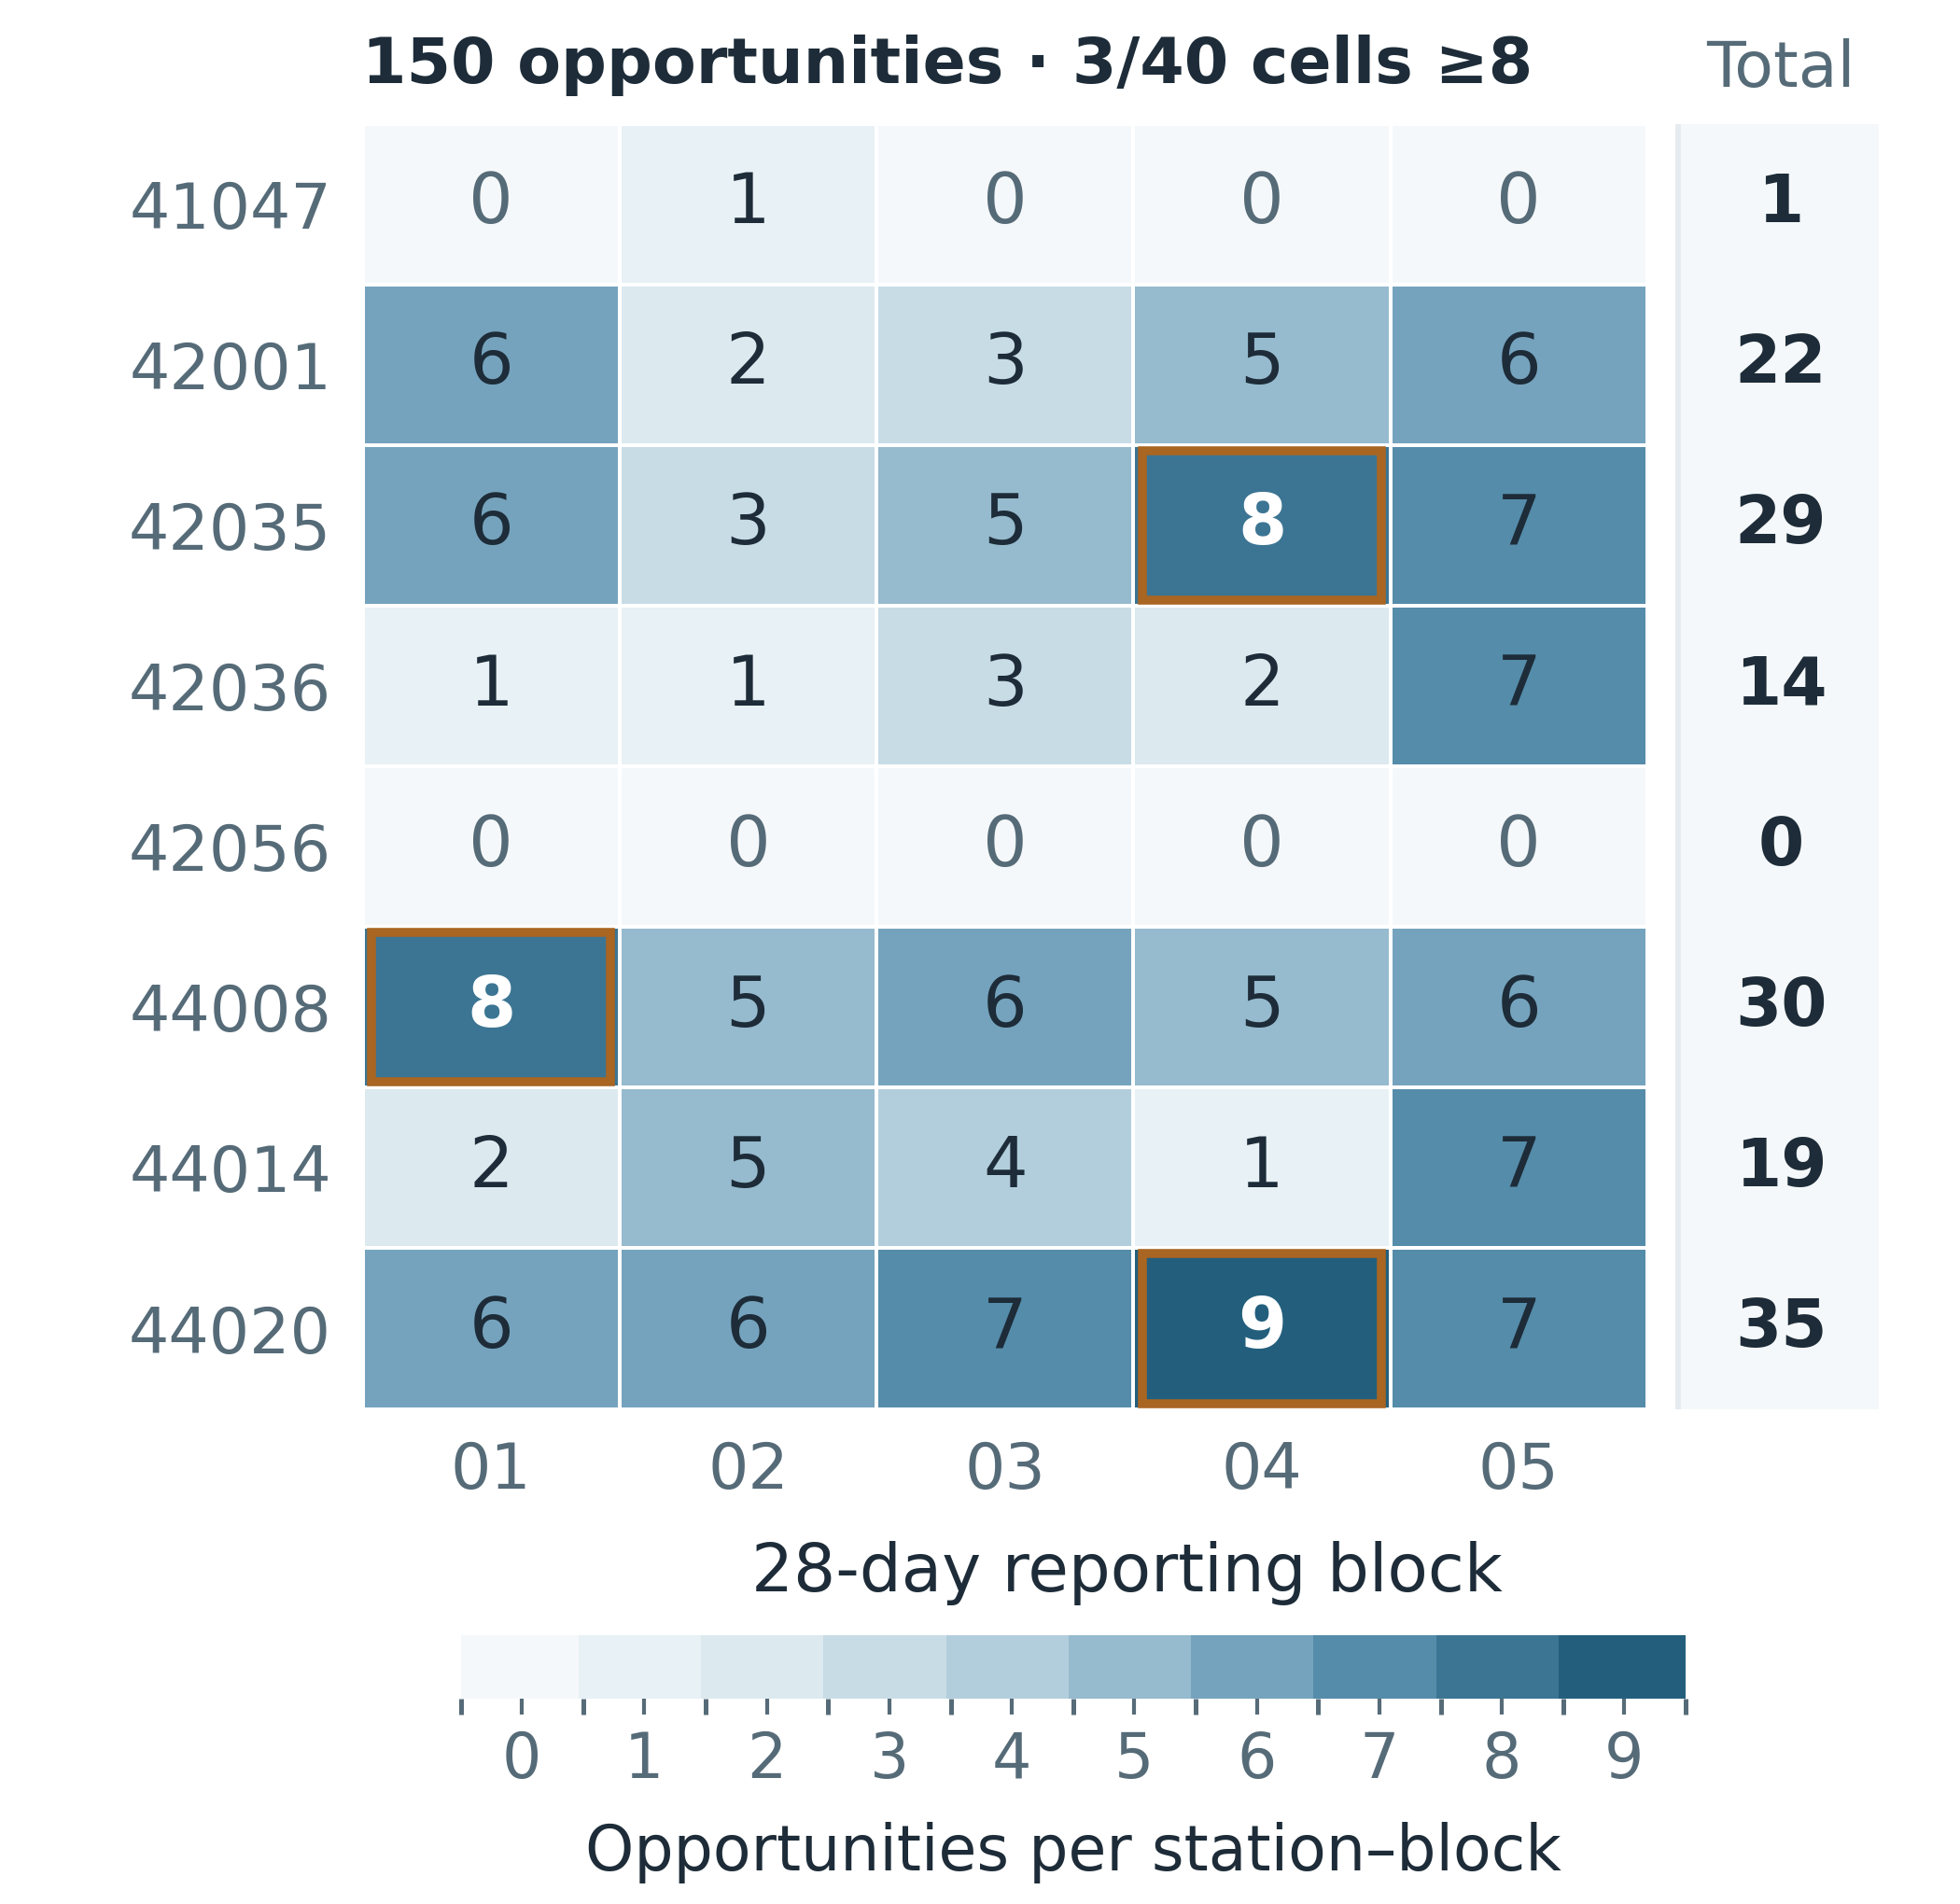 150 opportunities · 3/40 cells ≥8 Total
41047 0 1 0 0 0 1
42001 6 2 3 5 6 22
42035 6 3 5 8 7 29
42036 1 1 3 2 7 14
42056 0 0 0 0 0 0
44008 8 5 6 5 6 30
44014 2 5 4 1 7 19
44020 6 6 7 9 7 35
01 02 03 04 05
28-day reporting block
0 1 2 3 4 5 6 7 8 9
Opportunities per station–block